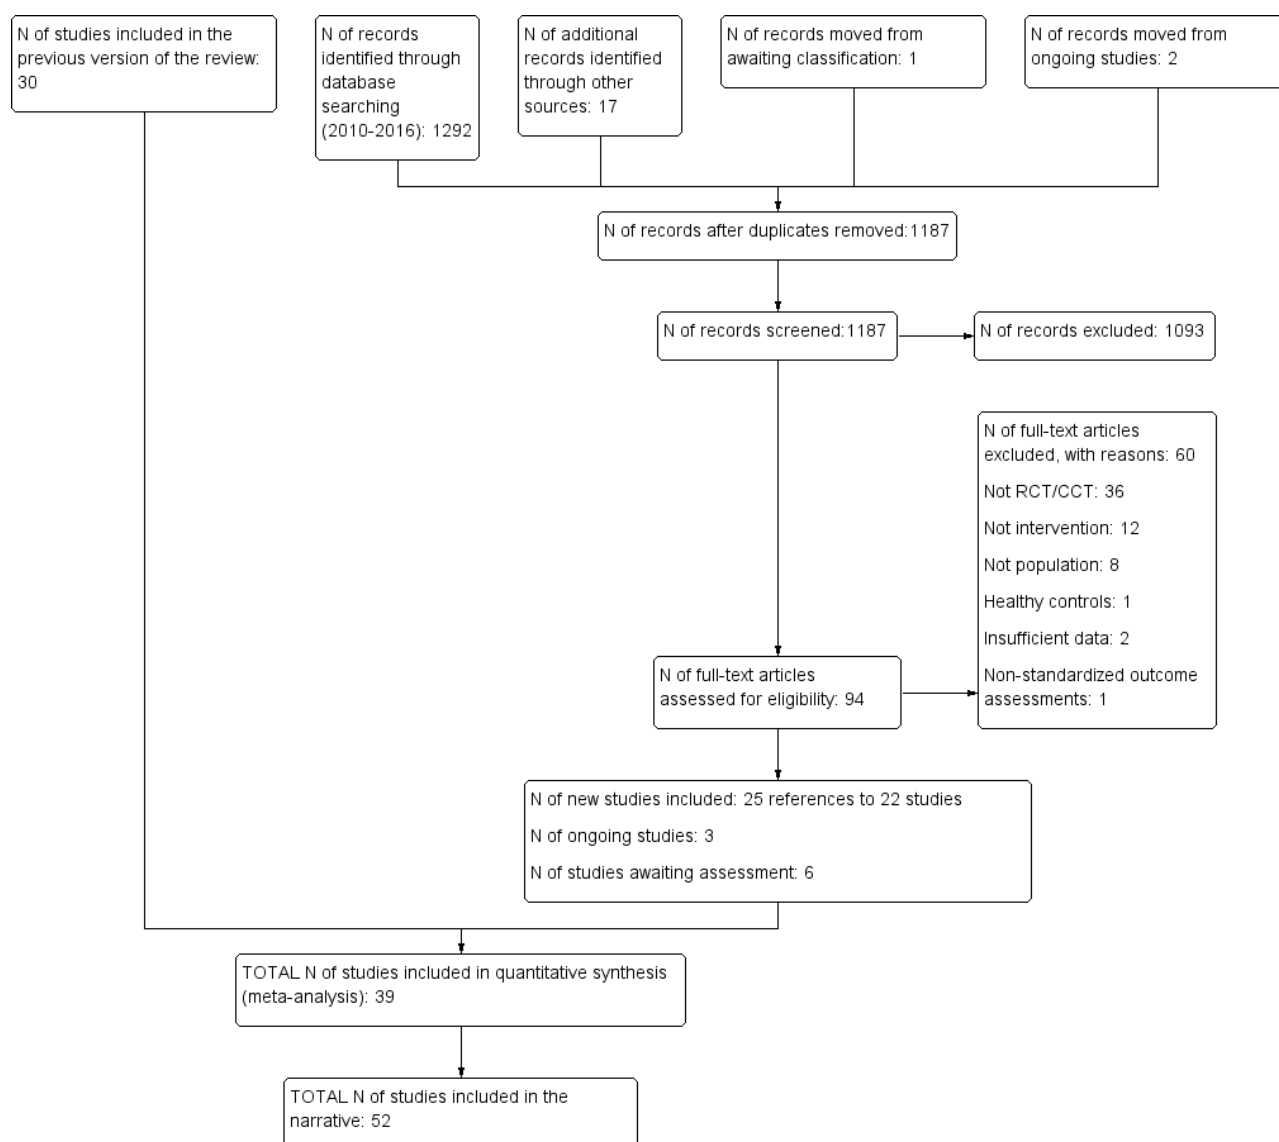 N of studies included in the
previous version of the review:
30
N of records
identified through
database
searching
(2010-2016): 1292
N of additional
records identified
through other
sources: 17
N of records moved from
awaiting classification: 1
N of records moved from
ongoing studies: 2
N of records after duplicates removed:1187
N of records screened:1187
N of records excluded: 1093
N of full-text articles
excluded, with reasons: 60
Not RCT/CCT: 36
Not intervention: 12
Not population: 8
Healthy controls: 1
Insufficient data: 2
Non-standardized outcome
assessments: 1
N of full-text articles
assessed for eligibility: 94
N of new studies included: 25 references to 22 studies
N of ongoing studies: 3
N of studies awaiting assessment: 6
TOTAL N of studies included in quantitative synthesis
(meta-analysis): 39
TOTAL N of studies included in the
narrative: 52